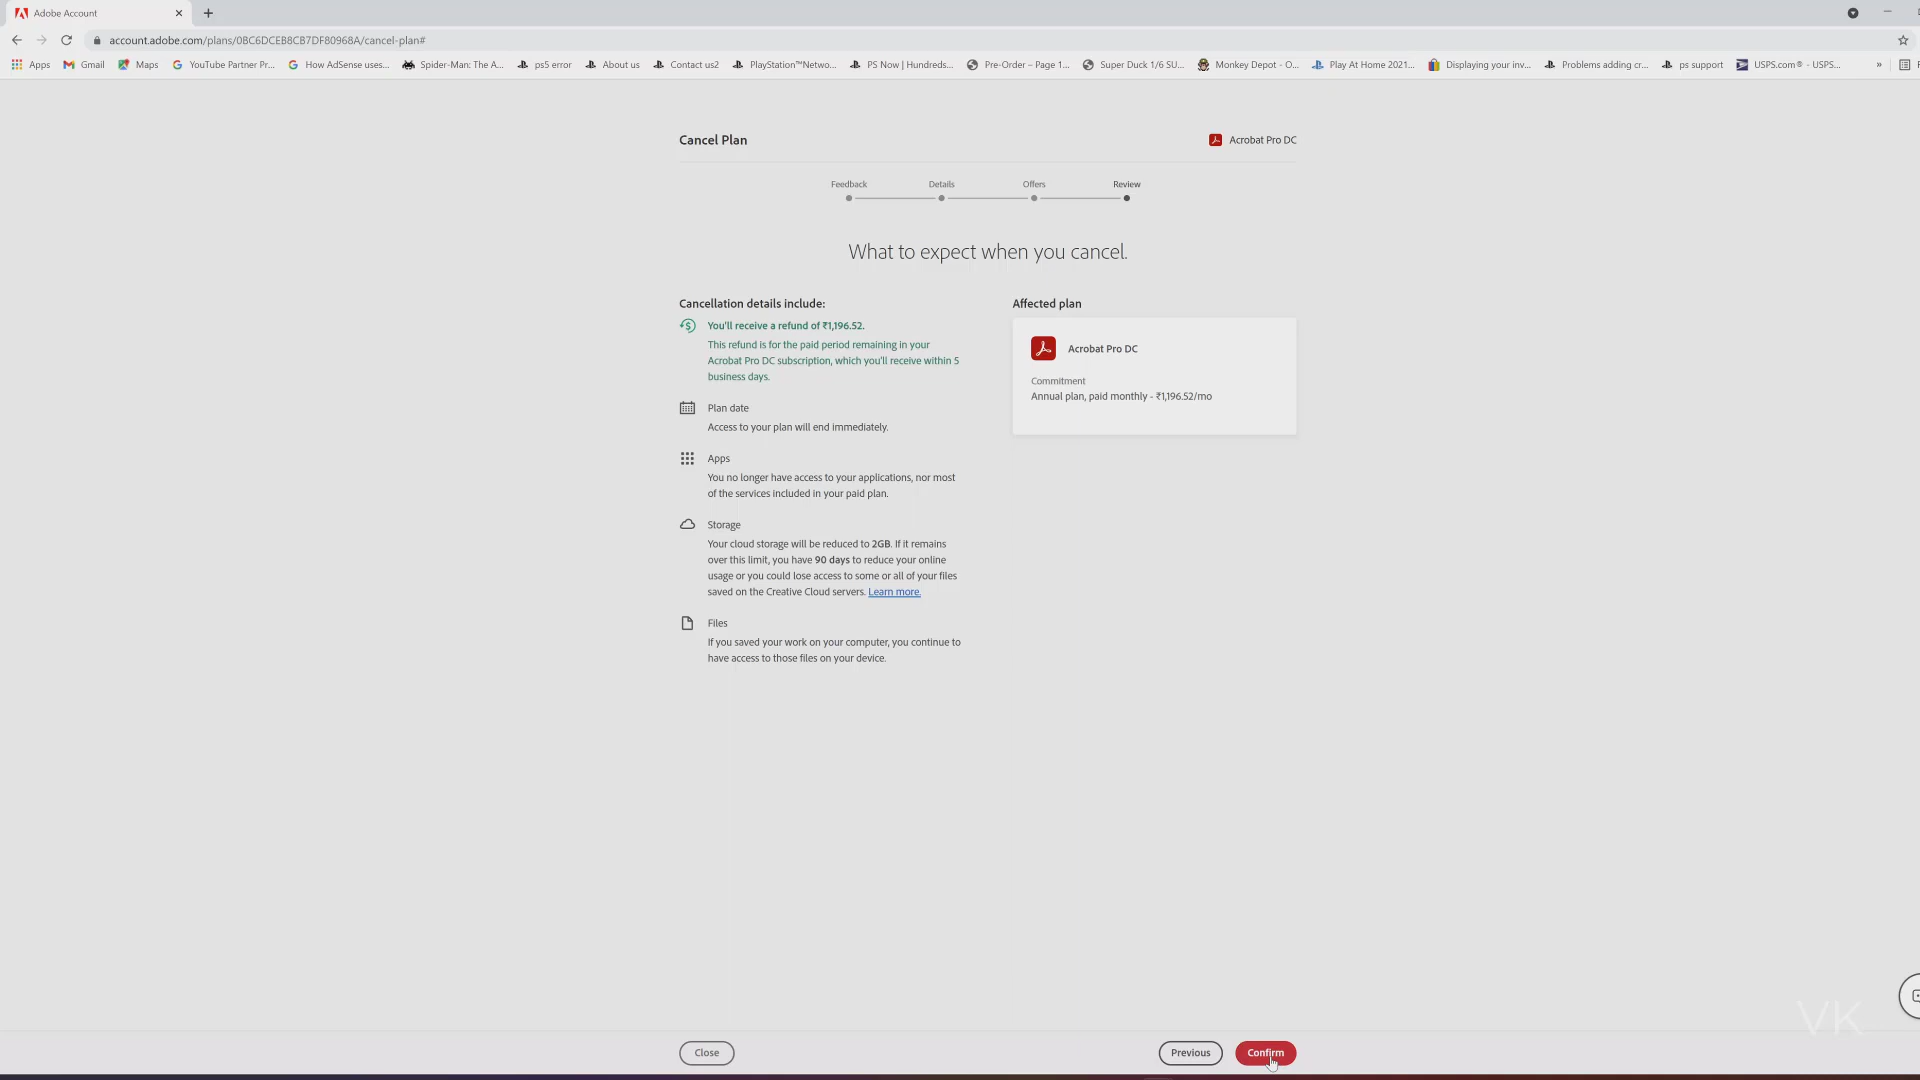 Adobe Account
account.adobe.com/plans/0BC6DCEB8CB7DF80968A/cancel-plan#
Apps Gmail Maps YouTube Partner Pr... How AdSense uses... Spider-Man: The A... ps5 error About us Contact us2 PlayStation™Netwo... PS Now | Hundreds... Pre-Order – Page 1... Super Duck 1/6 SU... Monkey Depot - O... Play At Home 2021... Displaying your inv... Problems adding cr... ps support USPS.com® - USPS... »
Cancel Plan
Acrobat Pro DC
Feedback Details Offers Review
What to expect when you cancel.
Cancellation details include:
You'll receive a refund of ₹1,196.52.
This refund is for the paid period remaining in your
Acrobat Pro DC subscription, which you'll receive within 5
business days.
Plan date
Access to your plan will end immediately.
Apps
You no longer have access to your applications, nor most
of the services included in your paid plan.
Storage
Your cloud storage will be reduced to 2GB. If it remains
over this limit, you have 90 days to reduce your online
usage or you could lose access to some or all of your files
saved on the Creative Cloud servers. Learn more.
Files
If you saved your work on your computer, you continue to
have access to those files on your device.
Affected plan
Acrobat Pro DC
Commitment
Annual plan, paid monthly - ₹1,196.52/mo
VK
Close Previous Confirm